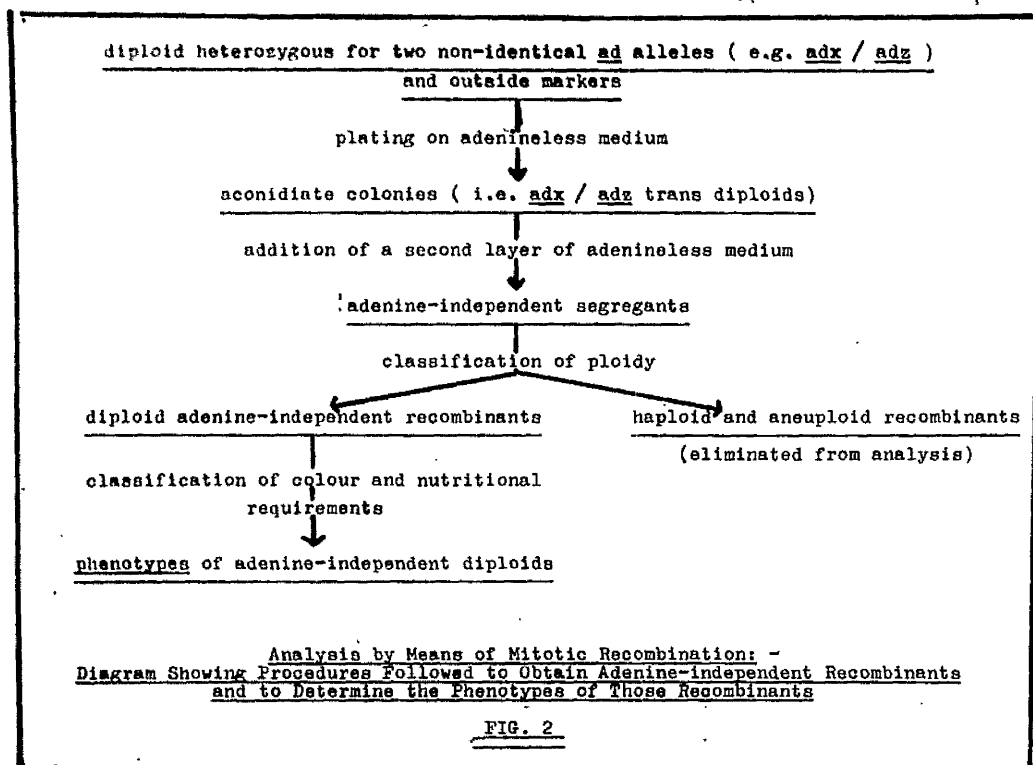 diploid heterozygous for two non-identical ad alleles ( e.g. adx / adz )
and outside markers
plating on adenineless medium
aconidiate colonies ( i.e. adx / adz trans diploids)
addition of a second layer of adenineless medium
adenine-independent segregants
classification of ploidy
diploid adenine-independent recombinants
haploid and aneuploid recombinants
(eliminated from analysis)
classification of colour and nutritional
requirements
phenotypes of adenine-independent diploids
Analysis by Means of Mitotic Recombination: -
Diagram Showing Procedures Followed to Obtain Adenine-independent Recombinants
and to Determine the Phenotypes of Those Recombinants
FIG. 2